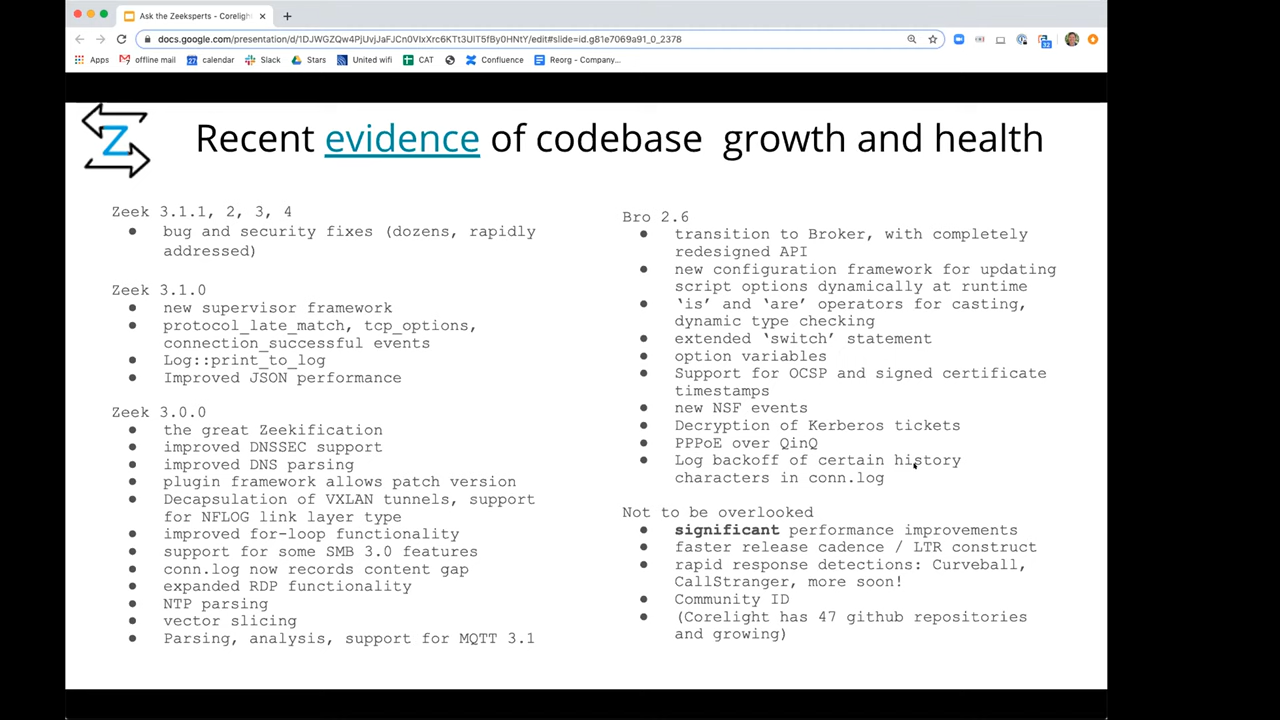 Ask the Zeeksperts - Corelight
docs.google.com/presentation/d/1DJWGZQw4PjUvjJaFJCn0VIxXrc6KTt3UIT5fBy0HNtY/edit#slide=id.g81e7069a91_0_2378
Apps offline mail 27 calendar Slack Stars United wifi CAT Confluence Reorg - Company...
32
Z
Recent evidence of codebase growth and health
Zeek 3.1.1, 2, 3, 4
● bug and security fixes (dozens, rapidly
addressed)
Zeek 3.1.0
● new supervisor framework
● protocol_late_match, tcp_options,
connection_successful events
● Log::print_to_log
● Improved JSON performance
Zeek 3.0.0
● the great Zeekification
● improved DNSSEC support
● improved DNS parsing
● plugin framework allows patch version
● Decapsulation of VXLAN tunnels, support
for NFLOG link layer type
● improved for-loop functionality
● support for some SMB 3.0 features
● conn.log now records content gap
● expanded RDP functionality
● NTP parsing
● vector slicing
● Parsing, analysis, support for MQTT 3.1
Bro 2.6
● transition to Broker, with completely
redesigned API
● new configuration framework for updating
script options dynamically at runtime
● ‘is’ and ‘are’ operators for casting,
dynamic type checking
● extended ‘switch’ statement
● option variables
● Support for OCSP and signed certificate
timestamps
● new NSF events
● Decryption of Kerberos tickets
● PPPoE over QinQ
● Log backoff of certain history
characters in conn.log
Not to be overlooked
● significant performance improvements
● faster release cadence / LTR construct
● rapid response detections: Curveball,
CallStranger, more soon!
● Community ID
● (Corelight has 47 github repositories
and growing)